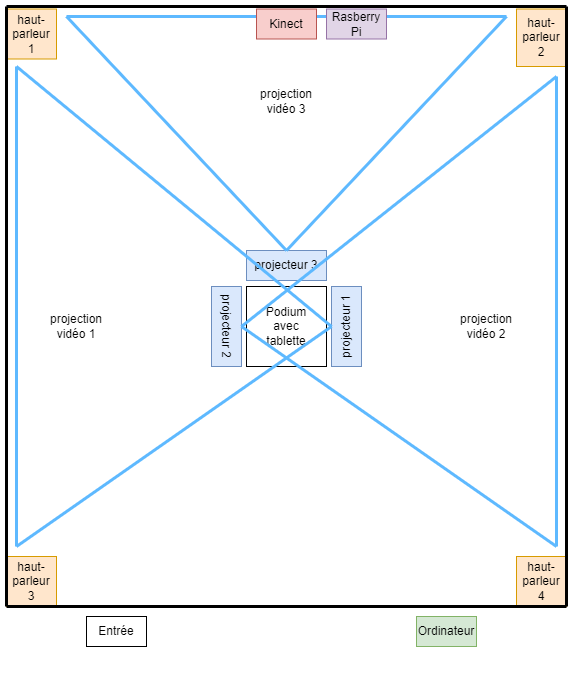 haut-
parleur
1
Kinect
Rasberry
Pi
haut-
parleur
2
projection
vidéo 3
projecteur 3
projection
vidéo 1
projecteur 2
Podium
avec
tablette
projecteur 1
projection
vidéo 2
haut-
parleur
3
haut-
parleur
4
Entrée
Ordinateur